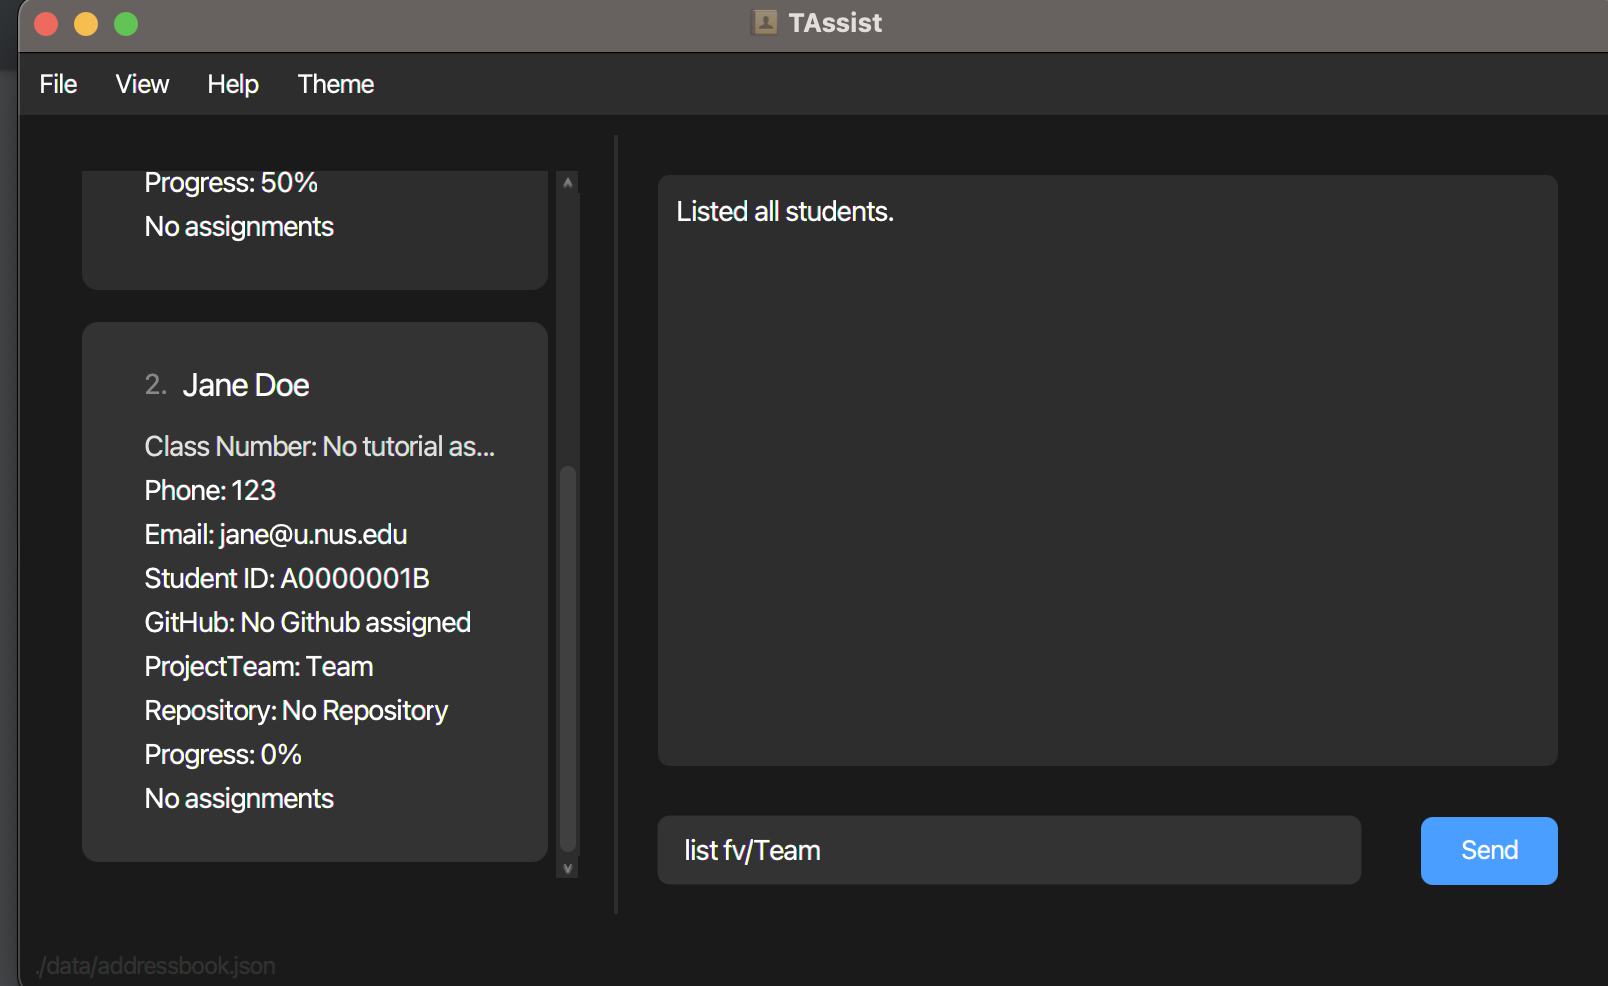 TAssist
File View Help Theme
Progress: 50%
No assignments
2. Jane Doe
Class Number: No tutorial as...
Phone: 123
Email: jane@u.nus.edu
Student ID: A0000001B
GitHub: No Github assigned
ProjectTeam: Team
Repository: No Repository
Progress: 0%
No assignments
Listed all students.
list fv/Team
Send
./data/addressbook.json